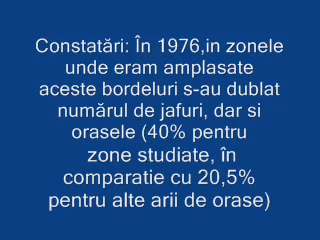 Constatări: În 1976,in zonele
unde eram amplasate
aceste bordeluri s-au dublat
numărul de jafuri, dar si
orasele (40% pentru
zone studiate, în
comparatie cu 20,5%
pentru alte arii de orase)